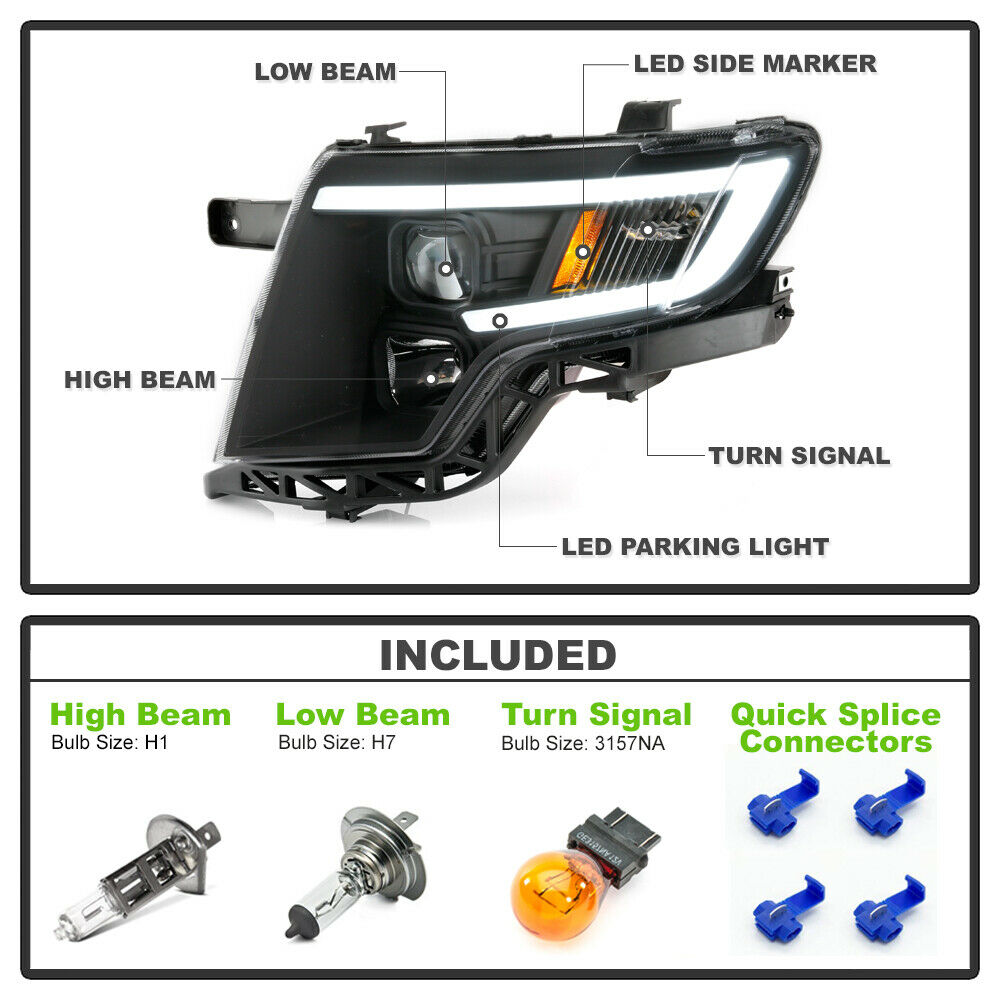 LOW BEAM
LED SIDE MARKER
HIGH BEAM
TURN SIGNAL
LED PARKING LIGHT
INCLUDED
High Beam
Bulb Size: H1
Low Beam
Bulb Size: H7
Turn Signal
Bulb Size: 3157NA
Quick Splice
Connectors